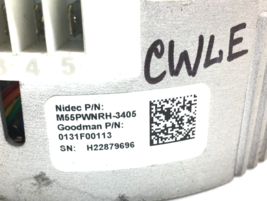 3 4 5
CWLE
Nidec P/N:
M55PWNRH-3405
Goodman P/N:
0131F00113
SN: H22879696